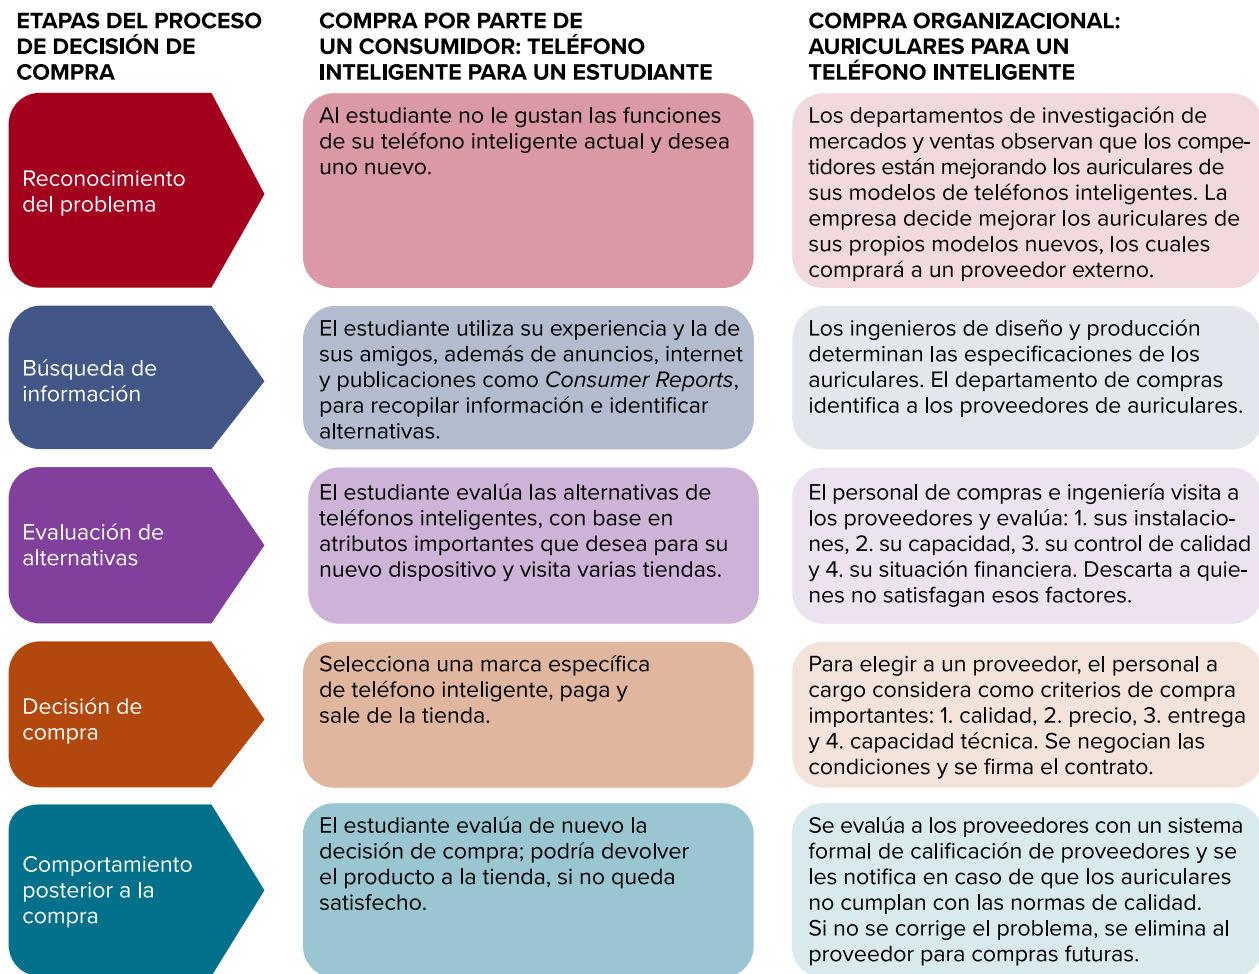 ETAPAS DEL PROCESO
DE DECISIÓN DE
COMPRA
COMPRA POR PARTE DE
UN CONSUMIDOR: TELÉFONO
INTELIGENTE PARA UN ESTUDIANTE
COMPRA ORGANIZACIONAL:
AURICULARES PARA UN
TELÉFONO INTELIGENTE
Reconocimiento
del problema
Al estudiante no le gustan las funciones
de su teléfono inteligente actual y desea
uno nuevo.
Los departamentos de investigación de
mercados y ventas observan que los compe-
tidores están mejorando los auriculares de
sus modelos de teléfonos inteligentes. La
empresa decide mejorar los auriculares de
sus propios modelos nuevos, los cuales
comprará a un proveedor externo.
Búsqueda de
información
El estudiante utiliza su experiencia y la de
sus amigos, además de anuncios, internet
y publicaciones como Consumer Reports,
para recopilar información e identificar
alternativas.
Los ingenieros de diseño y producción
determinan las especificaciones de los
auriculares. El departamento de compras
identifica a los proveedores de auriculares.
Evaluación de
alternativas
El estudiante evalúa las alternativas de
teléfonos inteligentes, con base en
atributos importantes que desea para su
nuevo dispositivo y visita varias tiendas.
El personal de compras e ingeniería visita a
los proveedores y evalúa: 1. sus instalacio-
nes, 2. su capacidad, 3. su control de calidad
y 4. su situación financiera. Descarta a quie-
nes no satisfagan esos factores.
Decisión de
compra
Selecciona una marca específica
de teléfono inteligente, paga y
sale de la tienda.
Para elegir a un proveedor, el personal a
cargo considera como criterios de compra
importantes: 1. calidad, 2. precio, 3. entrega
y 4. capacidad técnica. Se negocian las
condiciones y se firma el contrato.
Comportamiento
posterior a la
compra
El estudiante evalúa de nuevo la
decisión de compra; podría devolver
el producto a la tienda, si no queda
satisfecho.
Se evalúa a los proveedores con un sistema
formal de calificación de proveedores y se
les notifica en caso de que los auriculares
no cumplan con las normas de calidad.
Si no se corrige el problema, se elimina al
proveedor para compras futuras.